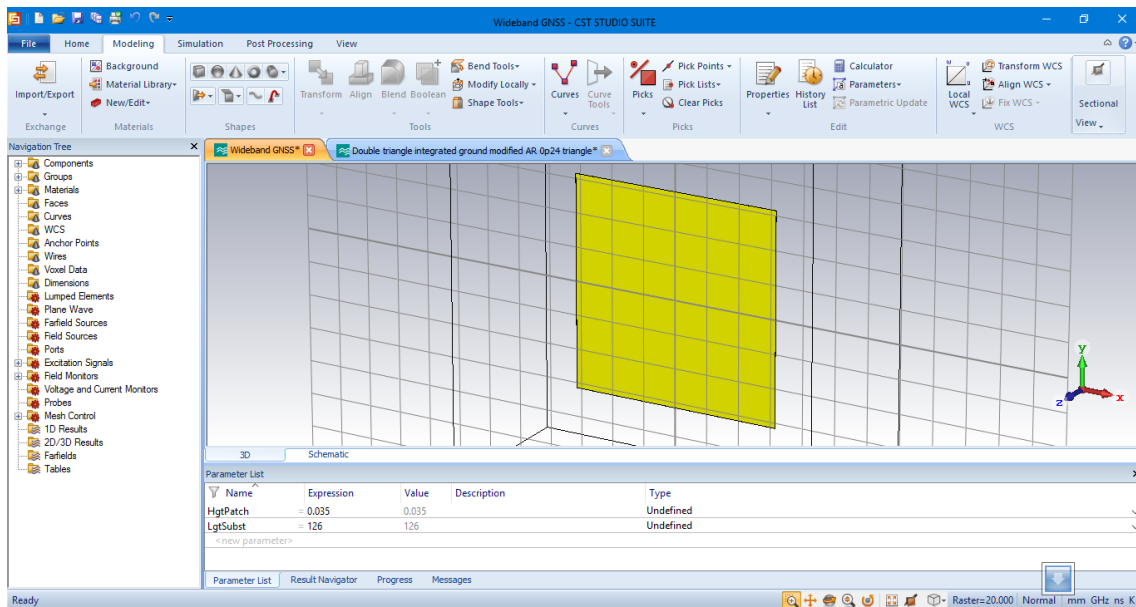 Wideband GNSS - CST STUDIO SUITE
File Home Modeling Simulation Post Processing View
Import/Export
Exchange
Background
Material Library
New/Edit
Materials
Shapes
Transform Align Blend Boolean
Bend Tools
Modify Locally
Shape Tools
Tools
Curves Curve Tools
Curves
Picks
Pick Points
Pick Lists
Clear Picks
Picks
Properties History List
Calculator
Parameters
Parametric Update
Edit
Local WCS
Transform WCS
Align WCS
Fix WCS
WCS
Sectional View
Navigation Tree
Components
Groups
Materials
Faces
Curves
WCS
Anchor Points
Wires
Voxel Data
Dimensions
Lumped Elements
Plane Wave
Farfield Sources
Field Sources
Ports
Excitation Signals
Field Monitors
Voltage and Current Monitors
Probes
Mesh Control
1D Results
2D/3D Results
Farfields
Tables
Wideband GNSS* Double triangle integrated ground modified AR 0p24 triangle*
y
x
z
3D Schematic
Parameter List
Name Expression Value Description Type
HgtPatch = 0.035 0.035 Undefined
LgtSubst = 126 126 Undefined
<new parameter>
Parameter List Result Navigator Progress Messages
Ready Raster=20.000 Normal mm GHz ns K